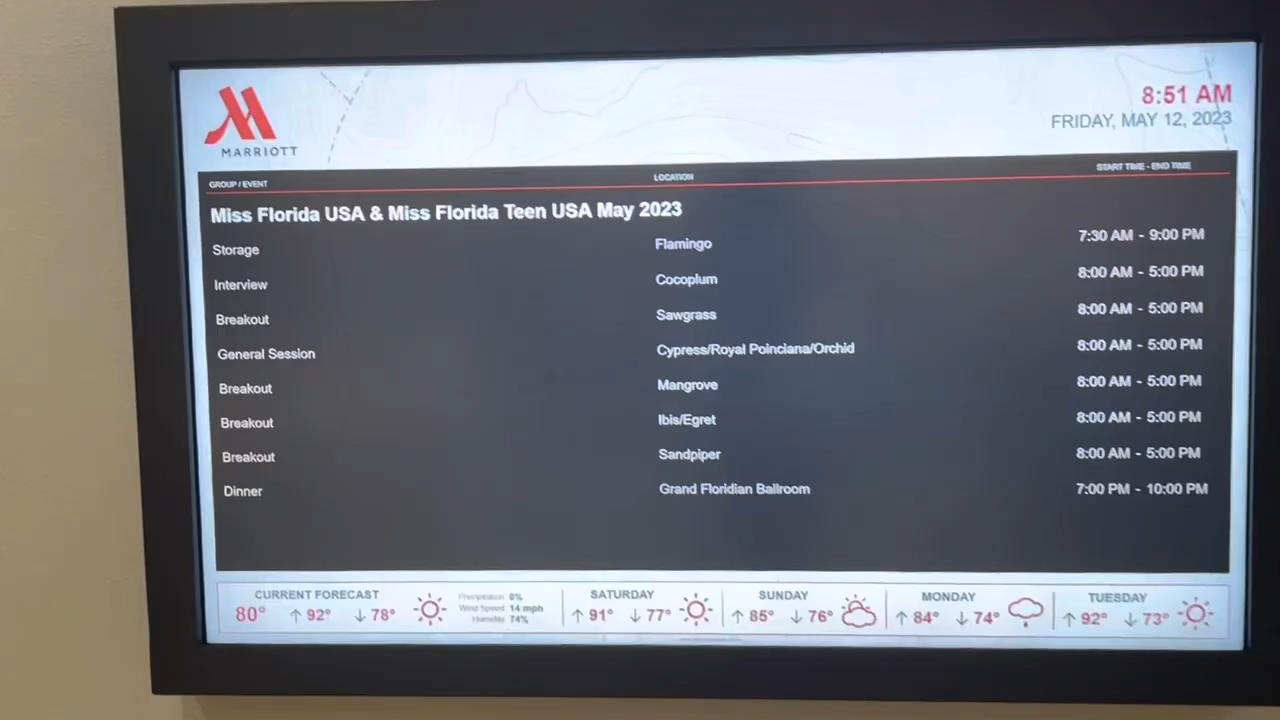 MARRIOTT
8:51 AM
FRIDAY, MAY 12, 2023
GROUP / EVENT LOCATION START TIME - END TIME
Miss Florida USA & Miss Florida Teen USA May 2023
Storage Flamingo 7:30 AM - 9:00 PM
Interview Cocoplum 8:00 AM - 5:00 PM
Breakout Sawgrass 8:00 AM - 5:00 PM
General Session Cypress/Royal Poinciana/Orchid 8:00 AM - 5:00 PM
Breakout Mangrove 8:00 AM - 5:00 PM
Breakout Ibis/Egret 8:00 AM - 5:00 PM
Breakout Sandpiper 8:00 AM - 5:00 PM
Dinner Grand Floridian Ballroom 7:00 PM - 10:00 PM
CURRENT FORECAST
80° ↑ 92° ↓ 78°
Precipitation 0%
Wind Speed 14 mph
Humidity 74%
SATURDAY
↑ 91° ↓ 77°
SUNDAY
↑ 85° ↓ 76°
MONDAY
↑ 84° ↓ 74°
TUESDAY
↑ 92° ↓ 73°